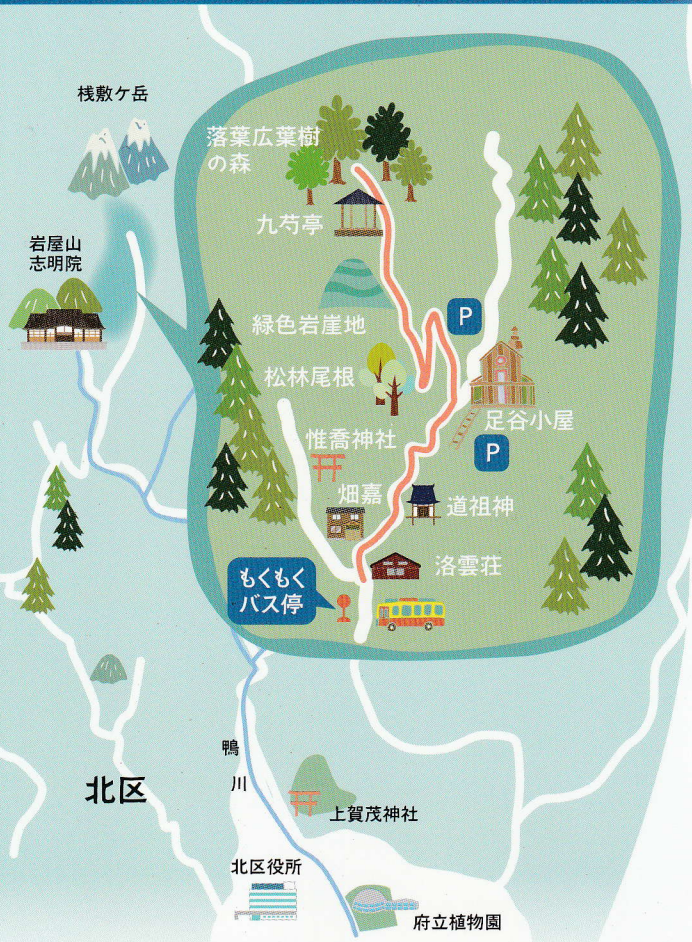 桟敷ケ岳
落葉広葉樹
の森
九芍亭
岩屋山
志明院
緑色岩崖地
P
松林尾根
足谷小屋
P
惟喬神社
畑嘉
道祖神
洛雲荘
もくもく
バス停
鴨
川
北区
上賀茂神社
北区役所
府立植物園